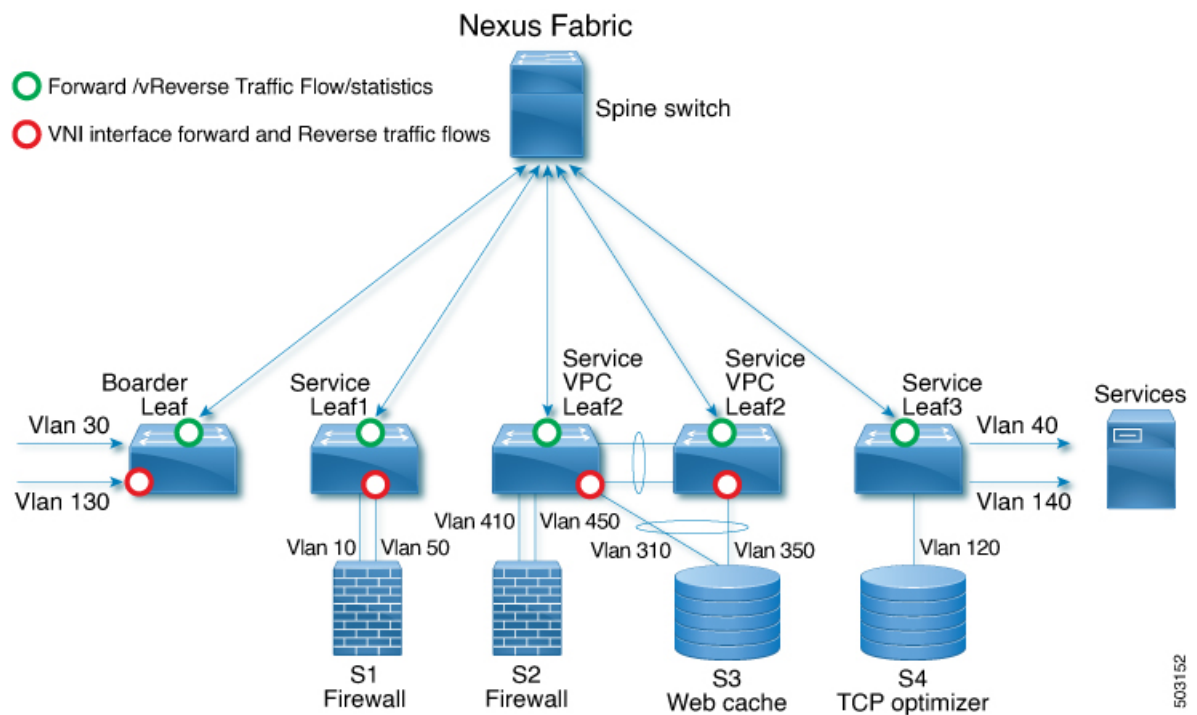 Nexus Fabric
Forward /vReverse Traffic Flow/statistics
VNI interface forward and Reverse traffic flows
Spine switch
Boarder
Leaf
Service
Leaf1
Service
VPC
Leaf2
Service
VPC
Leaf2
Service
Leaf3
Services
Vlan 30
Vlan 130
Vlan 40
Vlan 140
Vlan 10
Vlan 50
Vlan 410
Vlan 450
Vlan 310
Vlan 350
Vlan 120
S1
Firewall
S2
Firewall
S3
Web cache
S4
TCP optimizer
503152